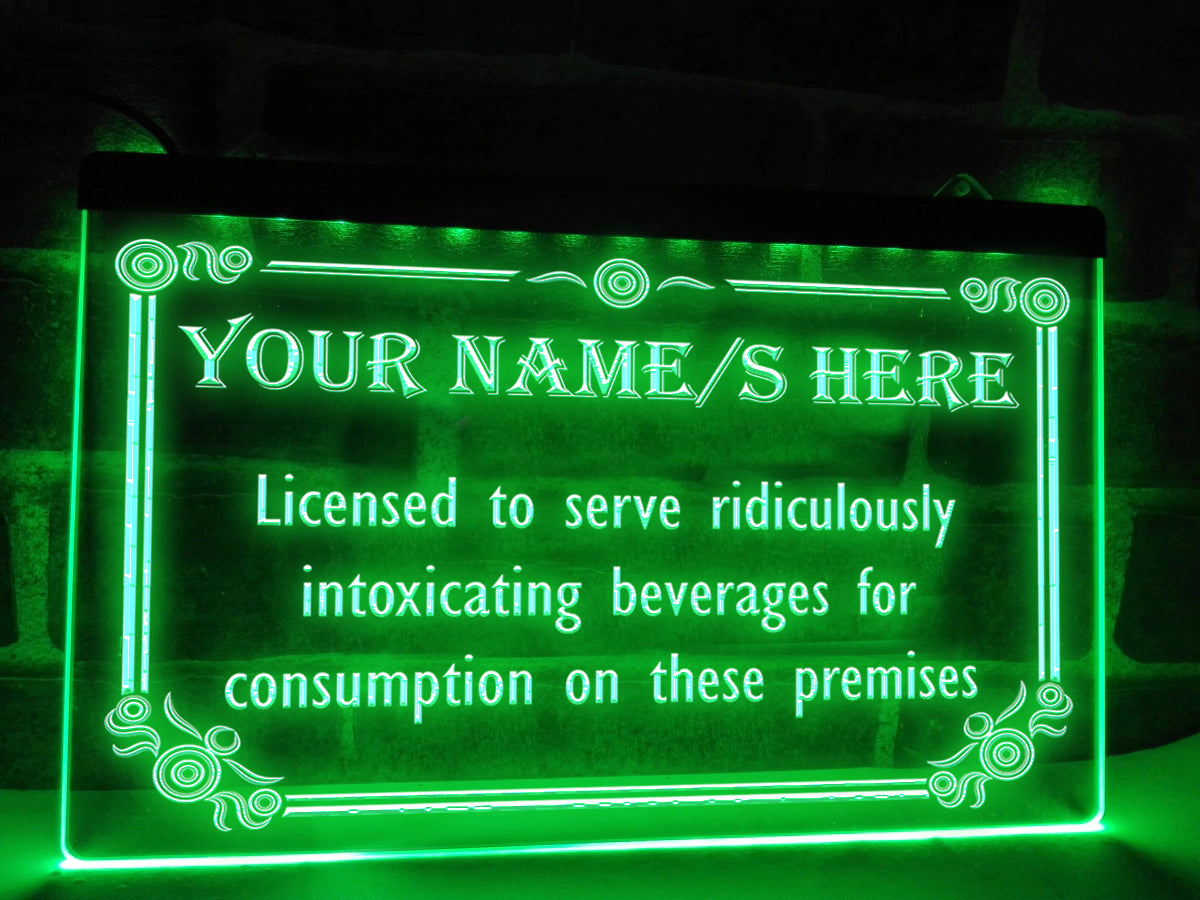 YOUR NAME/S HERE
Licensed to serve ridiculously
intoxicating beverages for
consumption on these premises